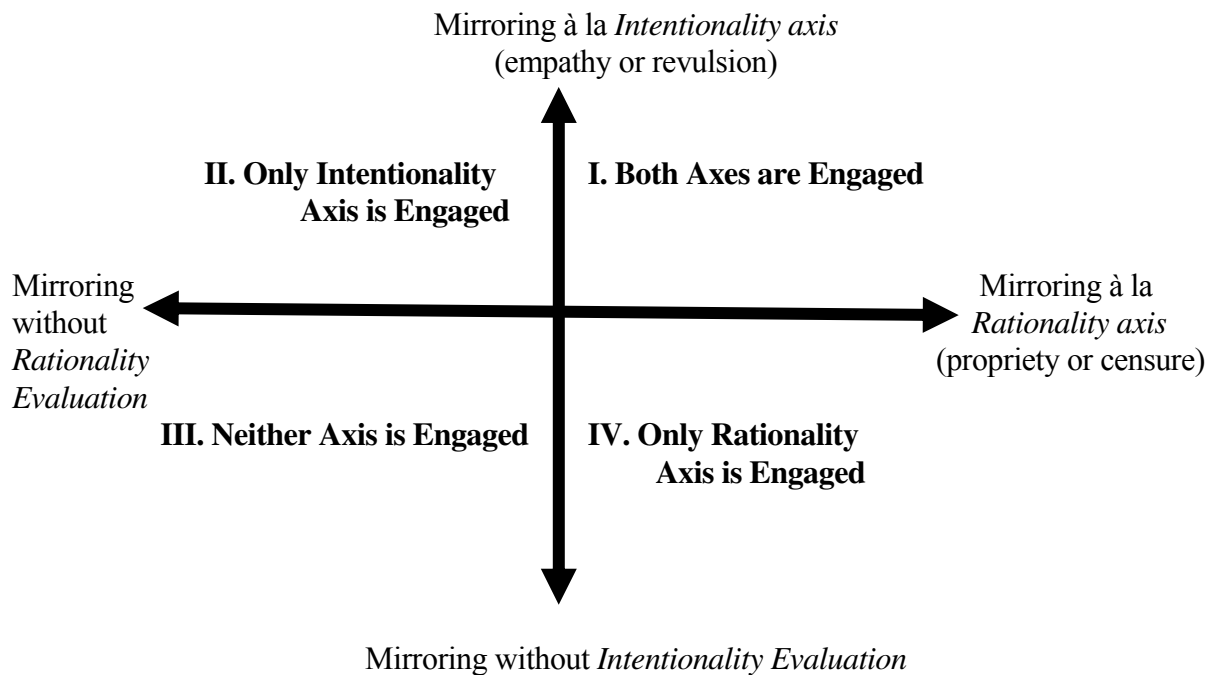 Mirroring à la Intentionality axis
(empathy or revulsion)
II. Only Intentionality
Axis is Engaged
I. Both Axes are Engaged
Mirroring
without
Rationality
Evaluation
Mirroring à la
Rationality axis
(propriety or censure)
III. Neither Axis is Engaged
IV. Only Rationality
Axis is Engaged
Mirroring without Intentionality Evaluation